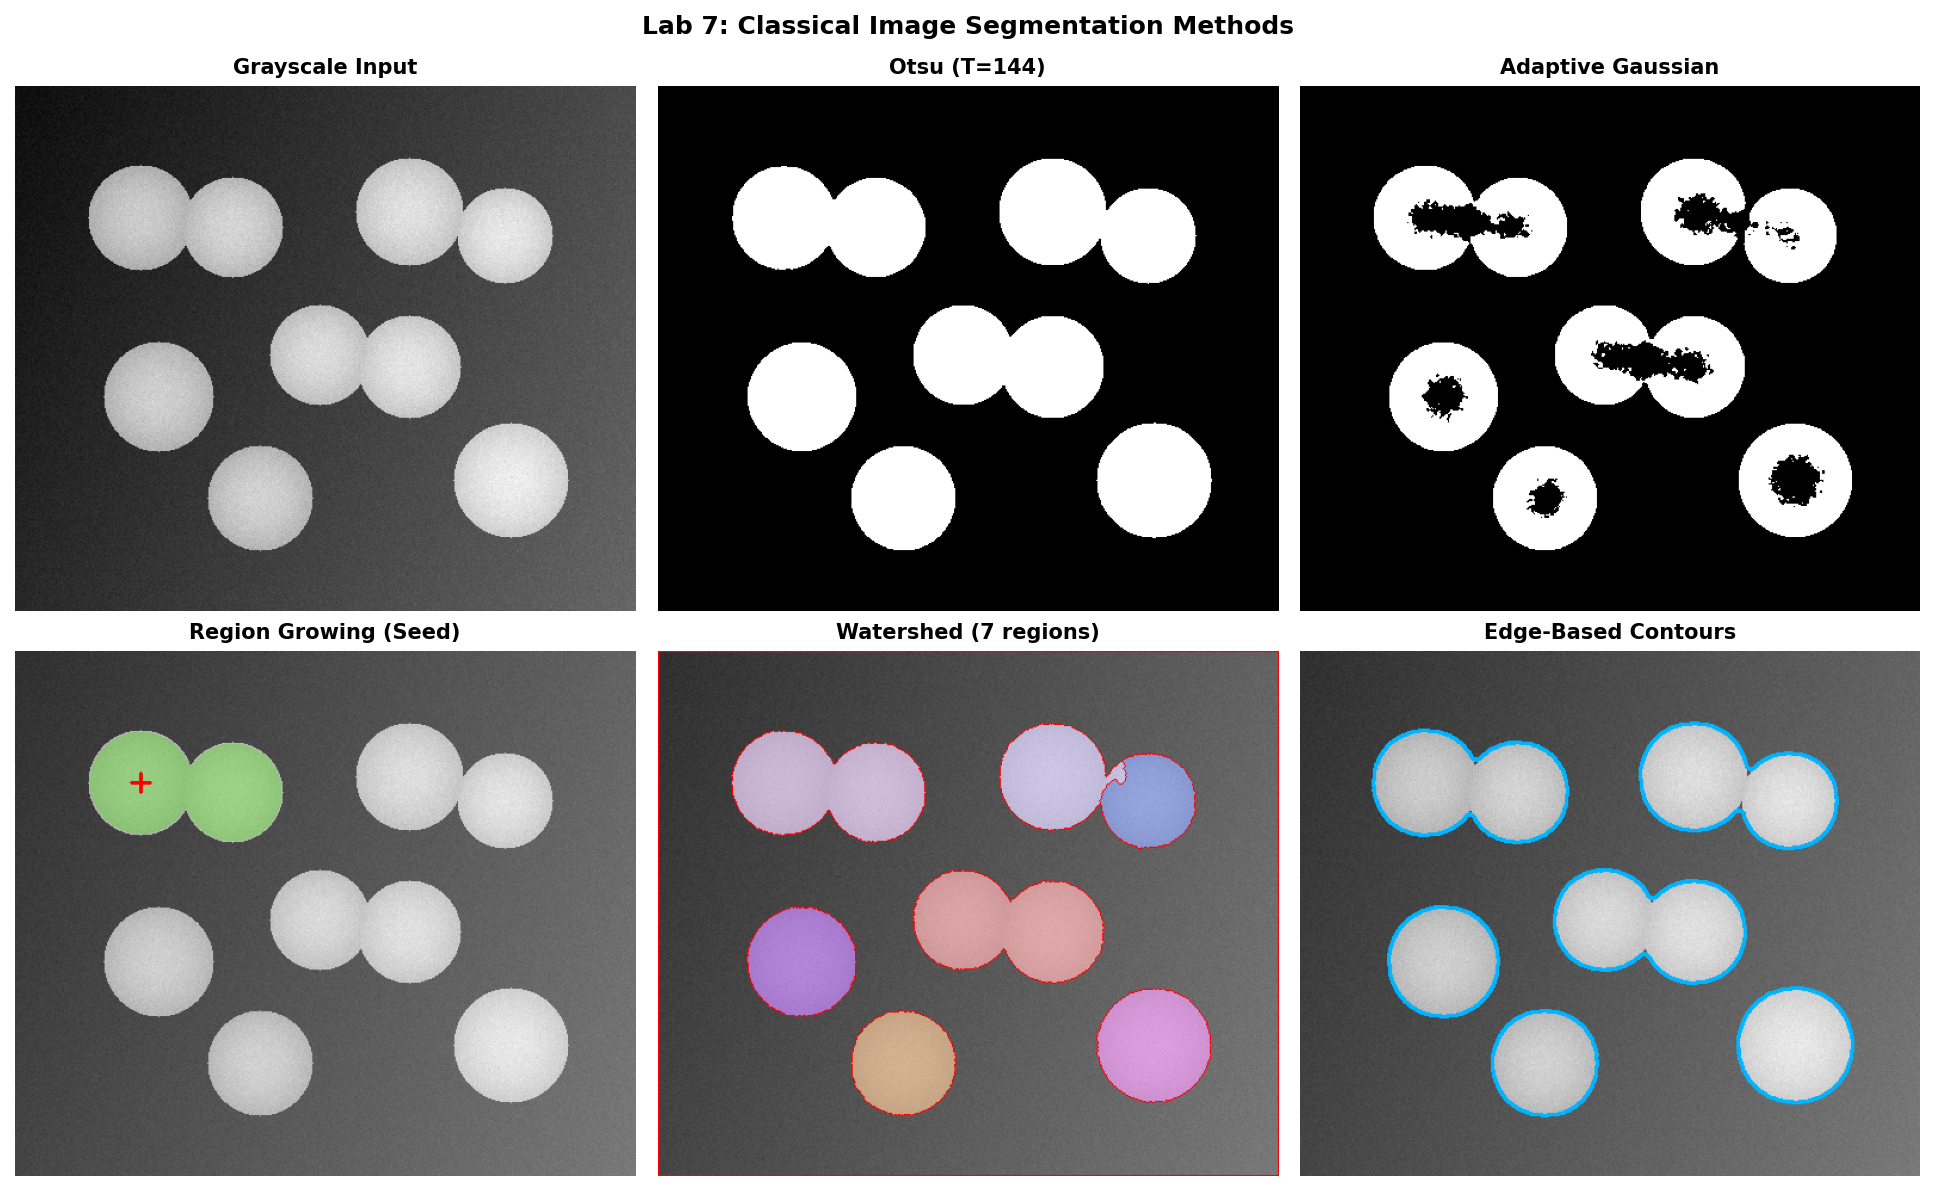 Lab 7: Classical Image Segmentation Methods
Grayscale Input
Otsu (T=144)
Adaptive Gaussian
Region Growing (Seed)
Watershed (7 regions)
Edge-Based Contours